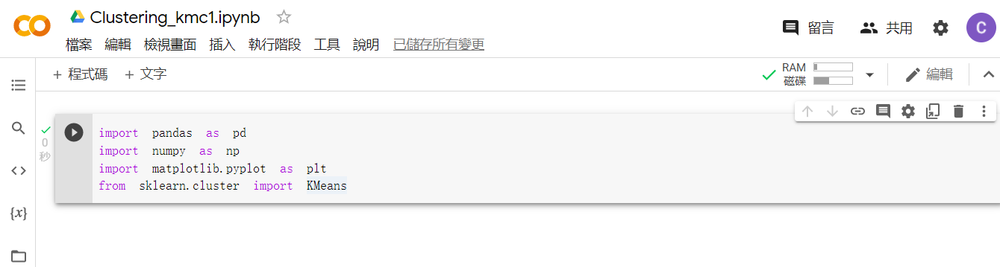 Clustering_kmc1.ipynb
檔案 編輯 檢視畫面 插入 執行階段 工具 說明 已儲存所有變更
留言 共用 C
+ 程式碼 + 文字
RAM
磁碟
編輯
0
秒
import pandas as pd
import numpy as np
import matplotlib.pyplot as plt
from sklearn.cluster import KMeans
{x}